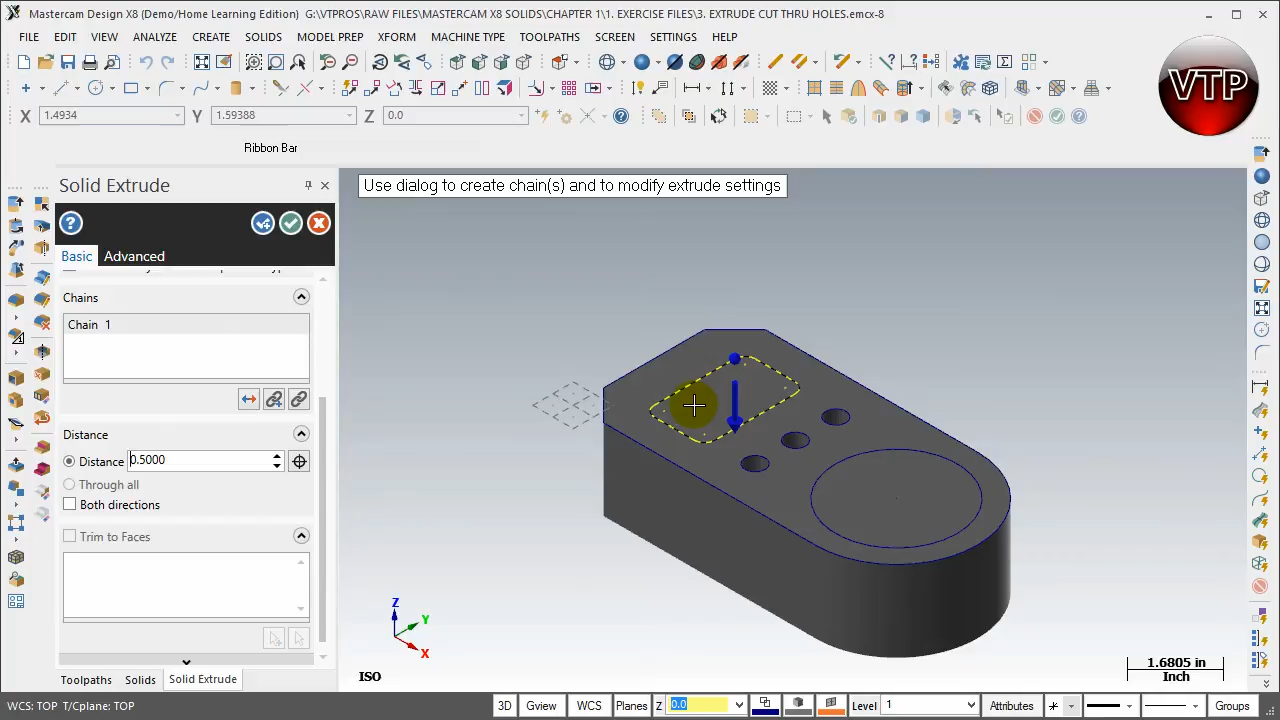 Mastercam Design X8 (Demo/Home Learning Edition) G:\VTPROS\RAW FILES\MASTERCAM X8 SOLIDS\CHAPTER 1\1. EXERCISE FILES\3.EXTRUDE CUT THRU HOLES.emcx-8
FILE EDIT VIEW ANALYZE CREATE SOLIDS MODEL PREP XFORM MACHINE TYPE TOOLPATHS SCREEN SETTINGS HELP
VTP
X 1.4934 Y 1.59388 Z 0.0
Ribbon Bar
Solid Extrude
Use dialog to create chain(s) and to modify extrude settings
Basic Advanced
Chains
Chain 1
Distance
Distance 0.5000
Through all
Both directions
Trim to Faces
Z
Y
X
ISO
1.6805 in
Inch
Toolpaths Solids Solid Extrude
WCS: TOP T/Cplane: TOP 3D Gview WCS Planes Z 0.0 Level 1 Attributes Groups